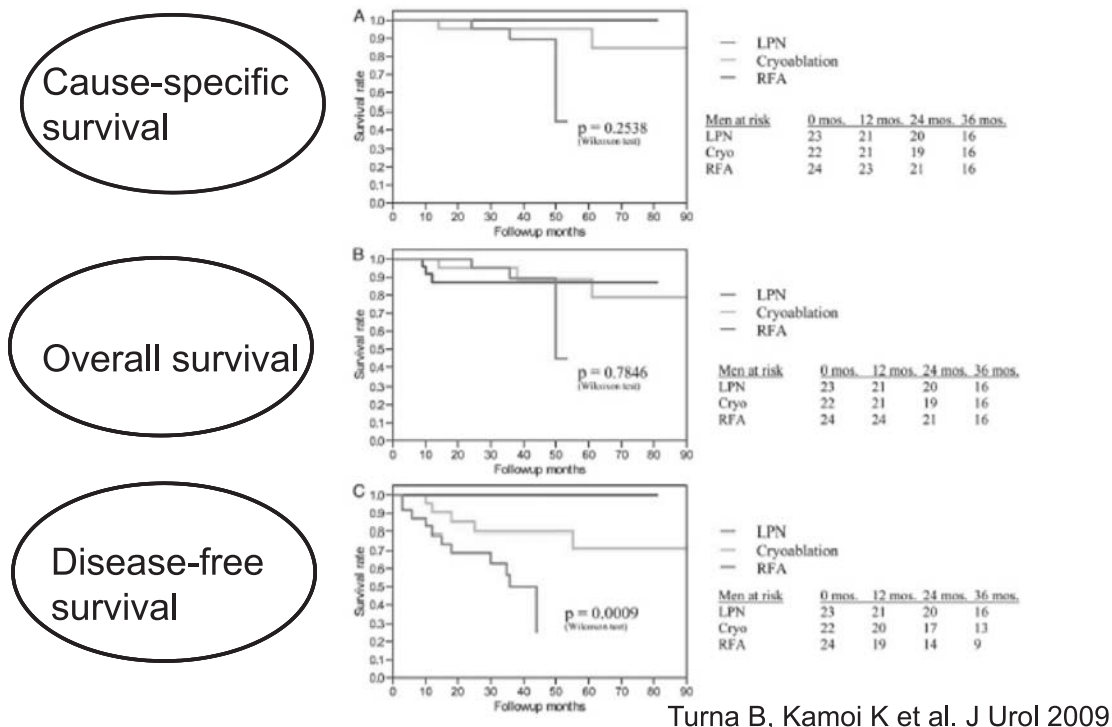 Cause-specific
survival
A
Survival rate
1.0
0.9
0.8
0.7
0.6
0.5
0.4
0.3
0.2
0.1
0.0
p = 0.2538
(Wilcoxon test)
0 10 20 30 40 50 60 70 80 90
Followup months
LPN
Cryoablation
RFA
Men at risk 0 mos. 12 mos. 24 mos. 36 mos.
LPN 23 21 20 16
Cryo 22 21 19 16
RFA 24 23 21 16
Overall survival
B
Survival rate
1.0
0.9
0.8
0.7
0.6
0.5
0.4
0.3
0.2
0.1
0.0
p = 0.7846
(Wilcoxon test)
0 10 20 30 40 50 60 70 80 90
Followup months
LPN
Cryoablation
RFA
Men at risk 0 mos. 12 mos. 24 mos. 36 mos.
LPN 23 21 20 16
Cryo 22 21 19 16
RFA 24 24 21 16
Disease-free
survival
C
Survival rate
1.0
0.9
0.8
0.7
0.6
0.5
0.4
0.3
0.2
0.1
0.0
p = 0,0009
(Wilcoxon test)
0 10 20 30 40 50 60 70 80 90
Followup months
LPN
Cryoablation
RFA
Men at risk 0 mos. 12 mos. 24 mos. 36 mos.
LPN 23 21 20 16
Cryo 22 20 17 13
RFA 24 19 14 9
Turna B, Kamoi K et al. J Urol 2009